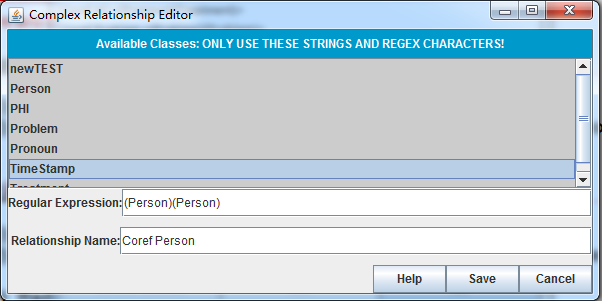 Complex Relationship Editor
Available Classes: ONLY USE THESE STRINGS AND REGEX CHARACTERS!
newTEST
Person
PHI
Problem
Pronoun
TimeStamp
Treatment
Regular Expression: (Person)(Person)
Relationship Name: Coref Person
Help Save Cancel